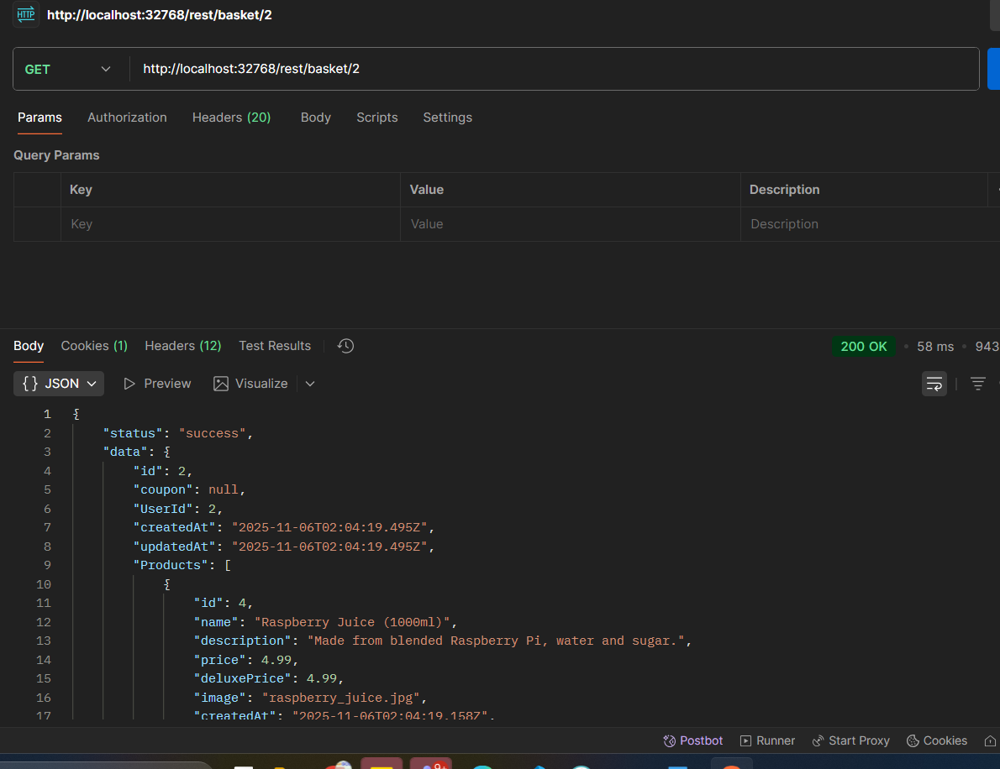 HTTP http://localhost:32768/rest/basket/2
GET http://localhost:32768/rest/basket/2
Params Authorization Headers (20) Body Scripts Settings
Query Params
Key Value Description
Key Value Description
Body Cookies (1) Headers (12) Test Results 200 OK • 58 ms • 943
{} JSON Preview Visualize
1 {
2 "status": "success",
3 "data": {
4 "id": 2,
5 "coupon": null,
6 "UserId": 2,
7 "createdAt": "2025-11-06T02:04:19.495Z",
8 "updatedAt": "2025-11-06T02:04:19.495Z",
9 "Products": [
10 {
11 "id": 4,
12 "name": "Raspberry Juice (1000ml)",
13 "description": "Made from blended Raspberry Pi, water and sugar.",
14 "price": 4.99,
15 "deluxePrice": 4.99,
16 "image": "raspberry_juice.jpg",
17 "createdAt": "2025-11-06T02:04:19.158Z",
Postbot Runner Start Proxy Cookies
9+